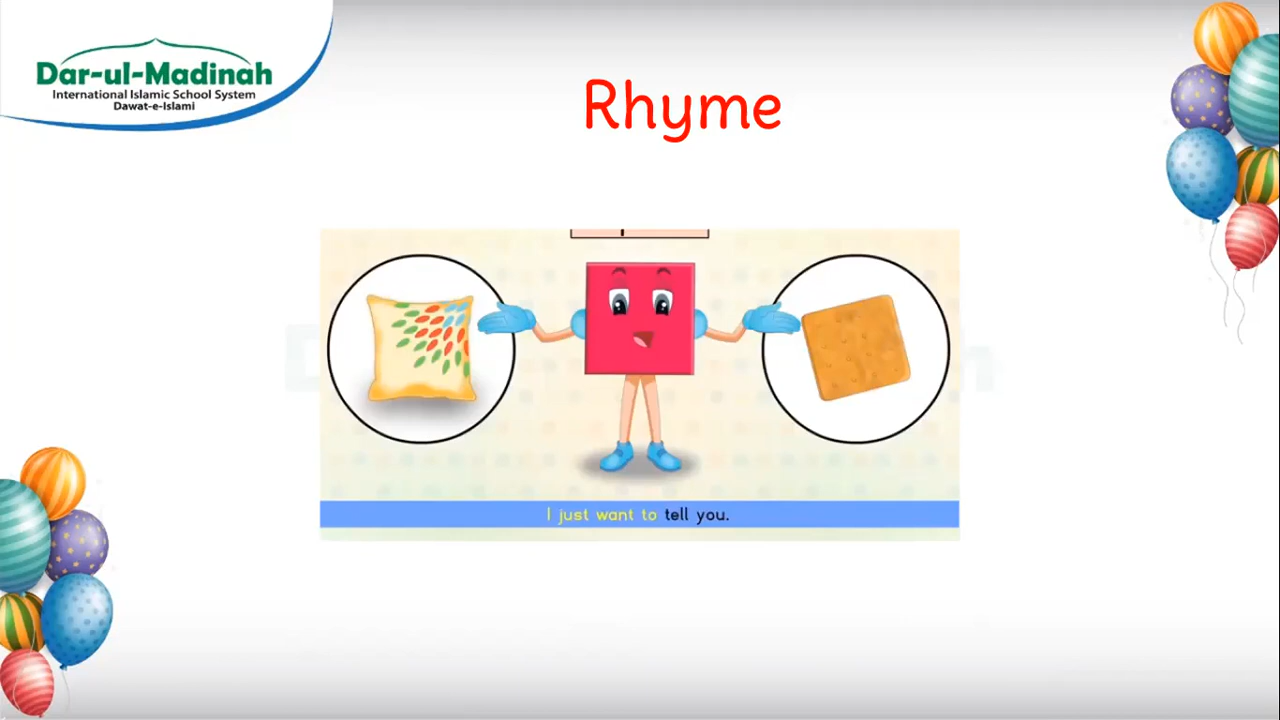 Dar-ul-Madinah
International Islamic School System
Dawat-e-Islami
Rhyme
I just want to tell you.